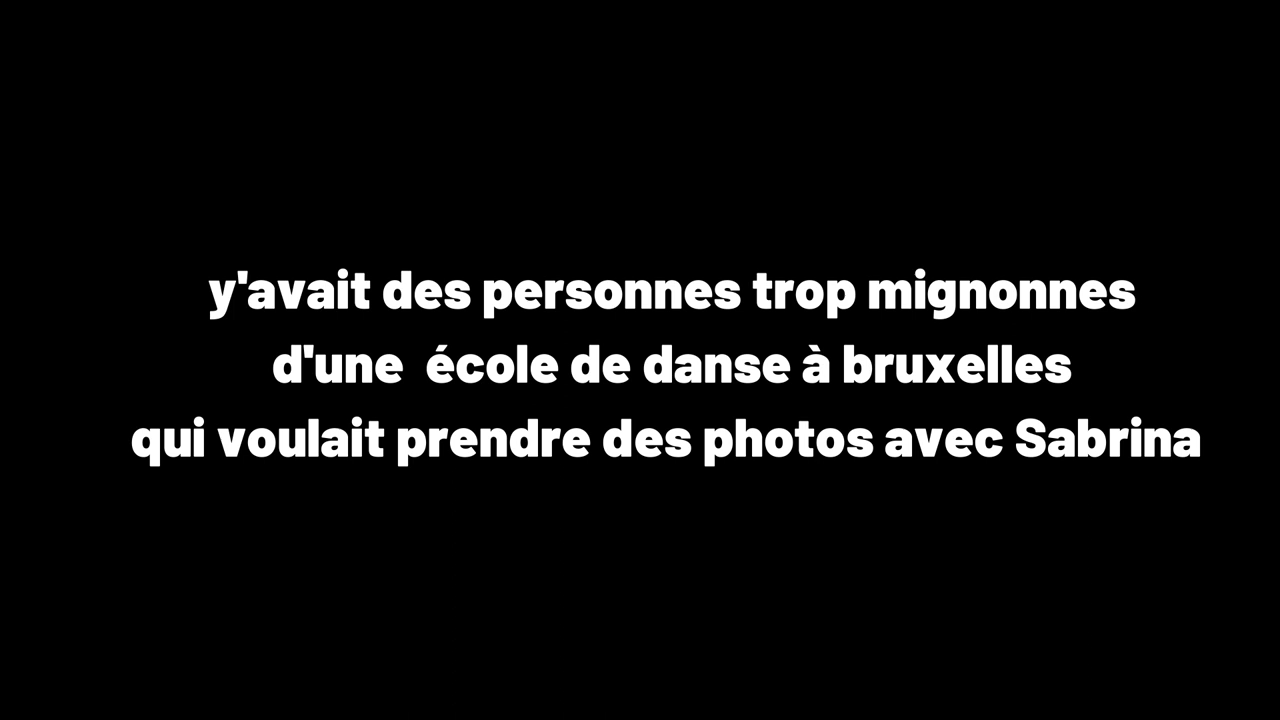 y'avait des personnes trop mignonnes
d'une  école de danse à bruxelles
qui voulait prendre des photos avec Sabrina